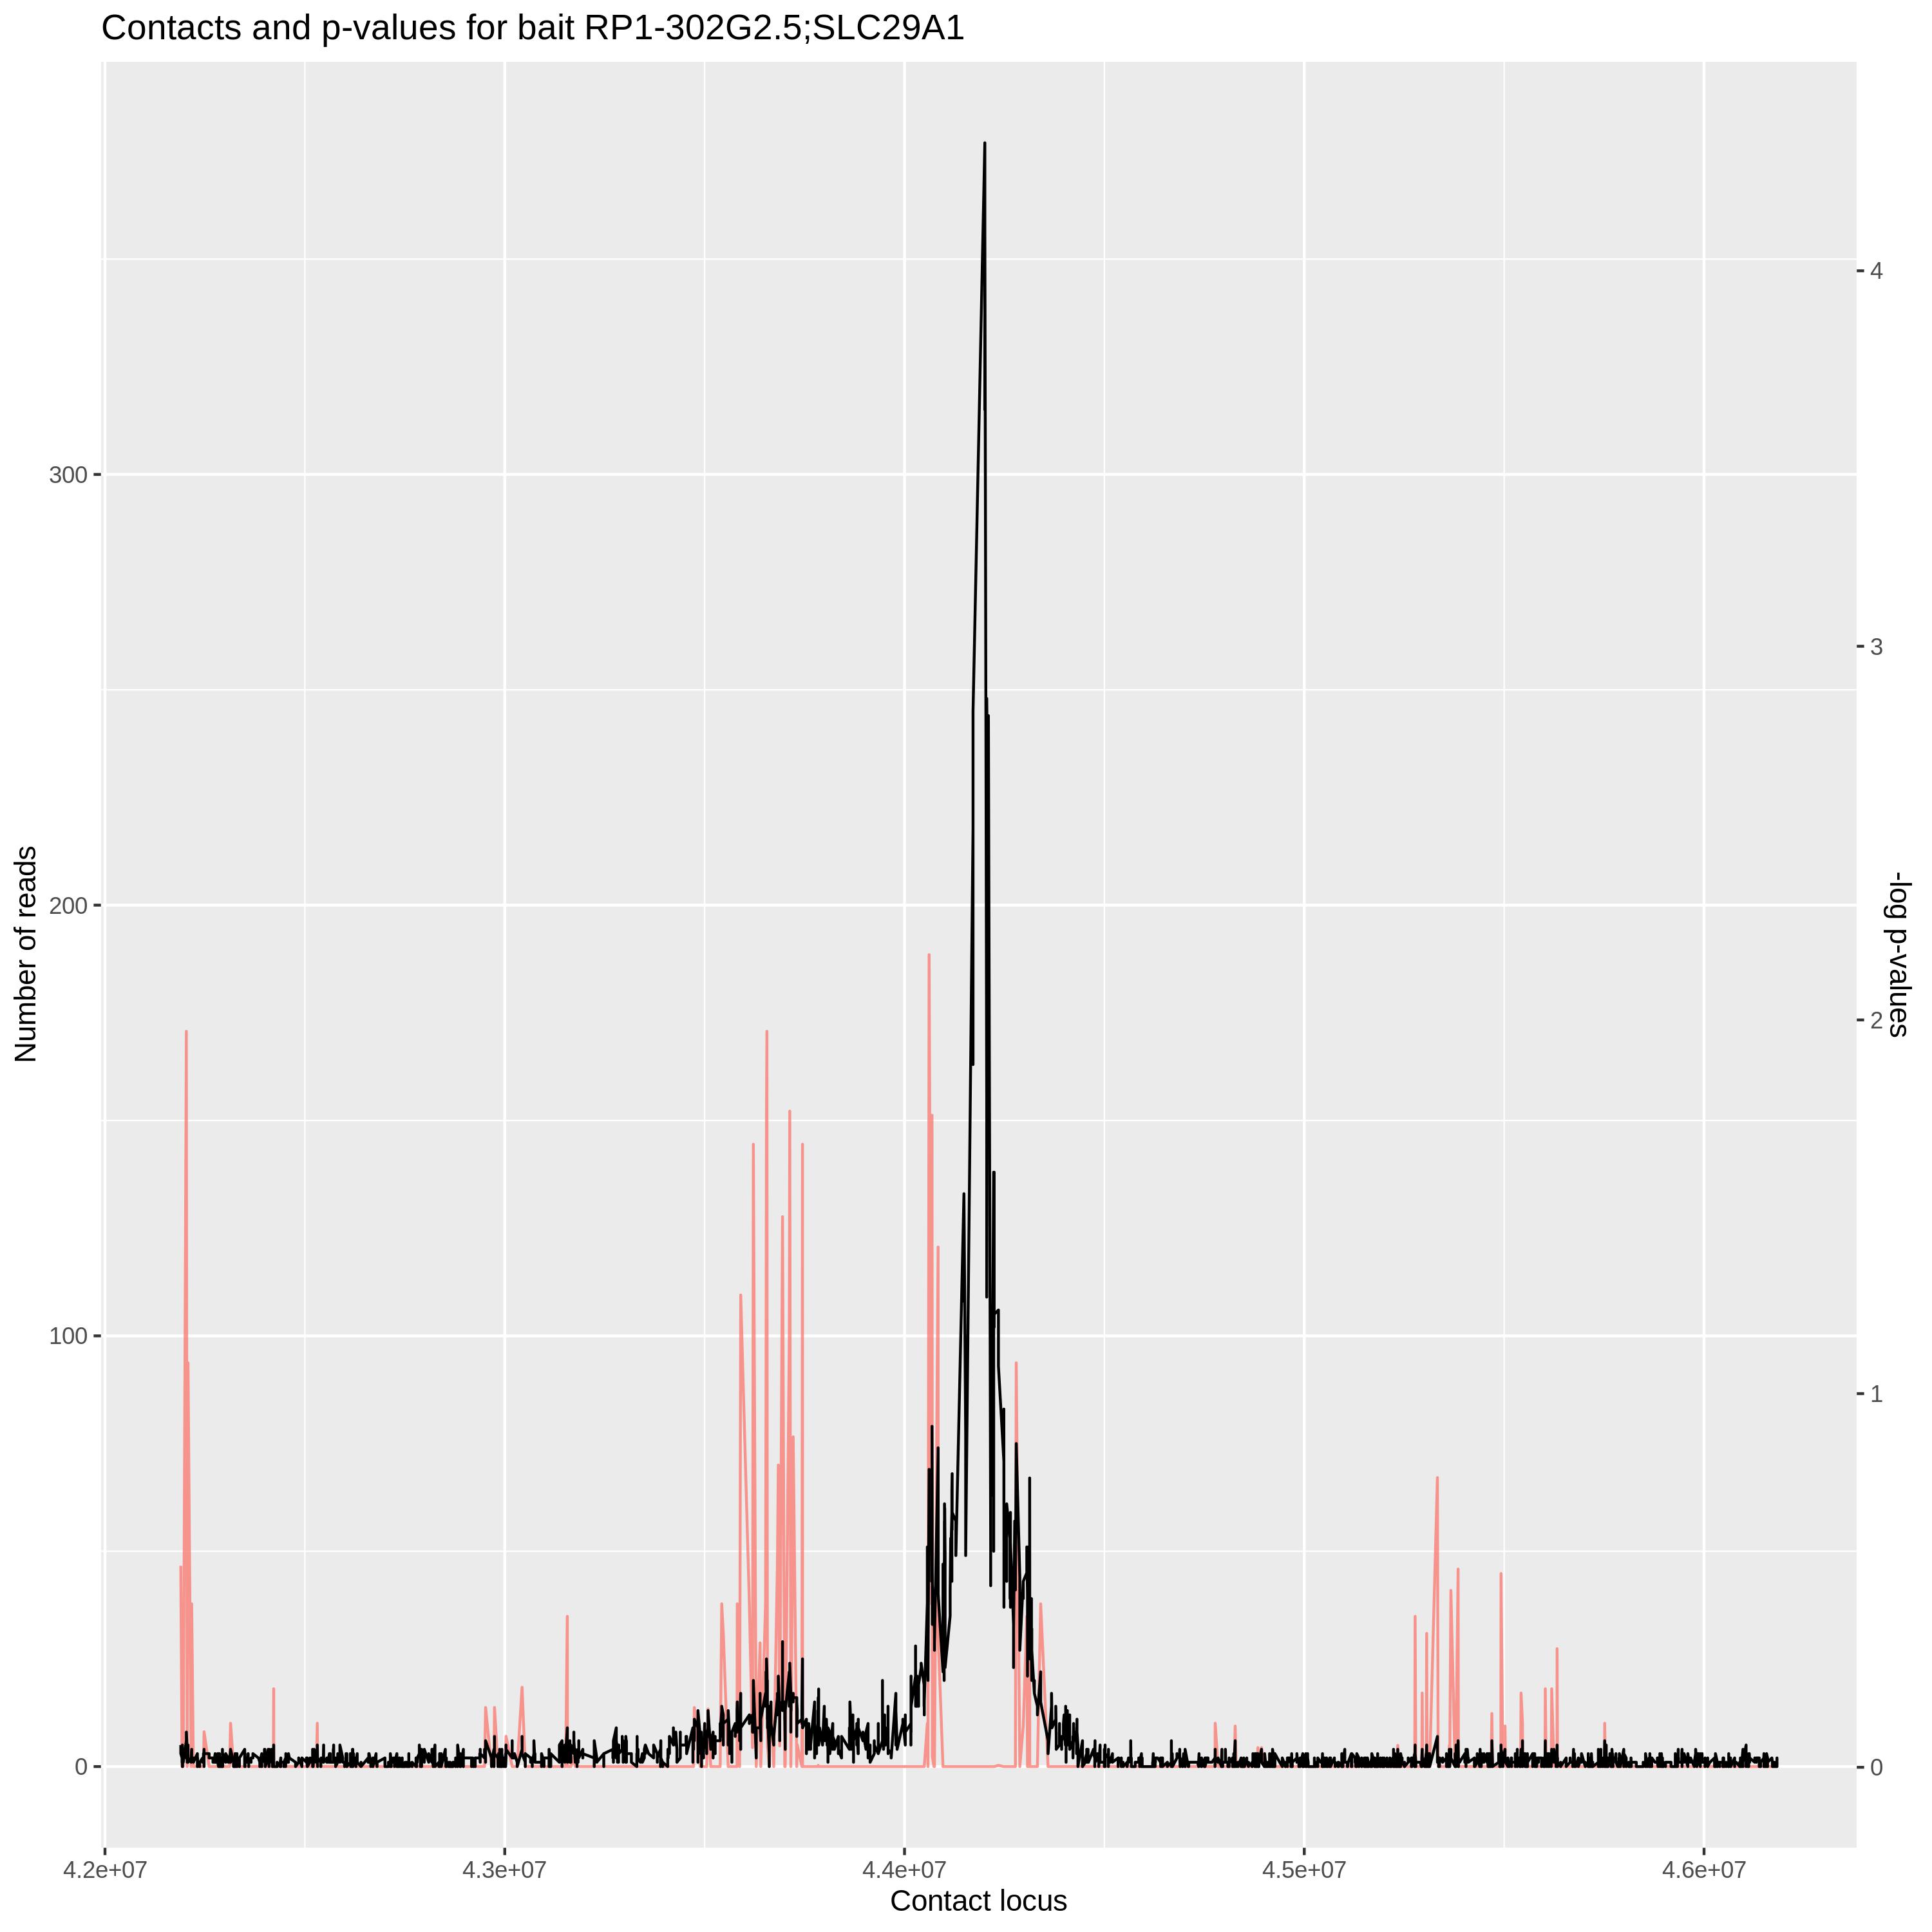 Contacts and p-values for bait RP1-302G2.5;SLC29A1
Number of reads
300
200
100
0
4
3
2
1
0
-log p-values
4.2e+07
4.3e+07
4.4e+07
4.5e+07
4.6e+07
Contact locus